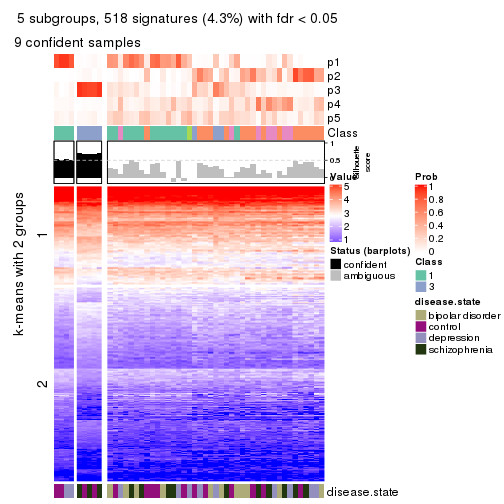 5 subgroups, 518 signatures (4.3%) with fdr < 0.05
9 confident samples
p1
p2
p3
p4
p5
Class
1
0.5
0
Silhouette
score
k-means with 2 groups
1
2
disease.state
Value
5
4
3
2
1
Status (barplots)
confident
ambiguous
Prob
1
0.8
0.6
0.4
0.2
0
Class
1
3
disease.state
bipolar disorder
control
depression
schizophrenia